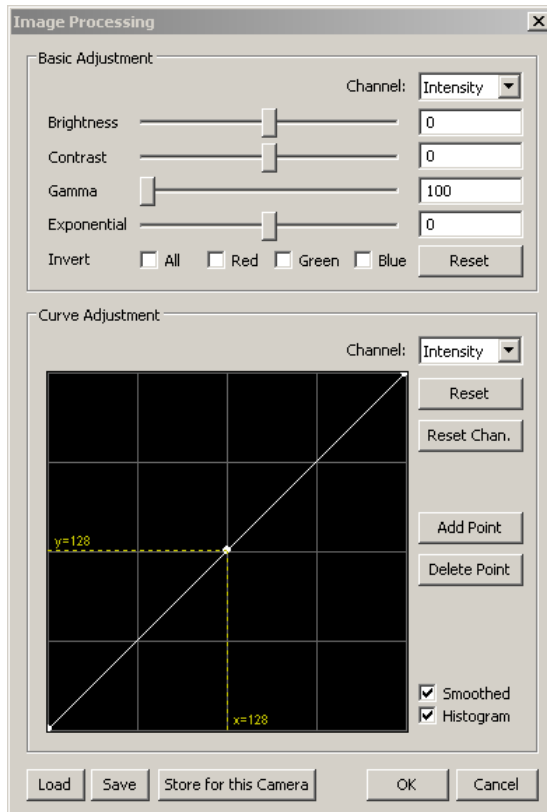 Image Processing
Basic Adjustment
Channel: Intensity
Brightness 0
Contrast 0
Gamma 100
Exponential 0
Invert All Red Green Blue Reset
Curve Adjustment
Channel: Intensity
Reset
Reset Chan.
Add Point
y=128
Delete Point
Smoothed
x=128 Histogram
Load Save Store for this Camera OK Cancel